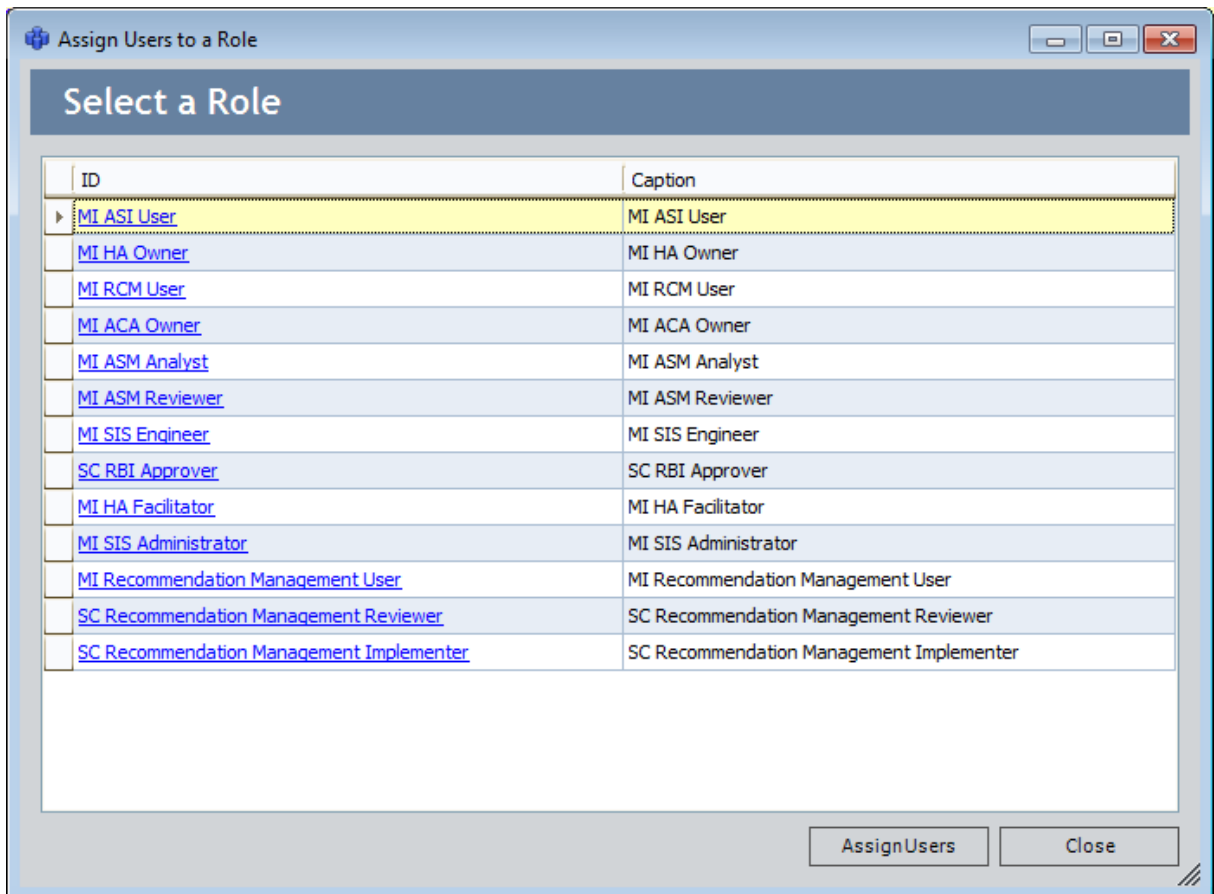 Assign Users to a Role
Select a Role
ID Caption
MI ASI User MI ASI User
MI HA Owner MI HA Owner
MI RCM User MI RCM User
MI ACA Owner MI ACA Owner
MI ASM Analyst MI ASM Analyst
MI ASM Reviewer MI ASM Reviewer
MI SIS Engineer MI SIS Engineer
SC RBI Approver SC RBI Approver
MI HA Facilitator MI HA Facilitator
MI SIS Administrator MI SIS Administrator
MI Recommendation Management User MI Recommendation Management User
SC Recommendation Management Reviewer SC Recommendation Management Reviewer
SC Recommendation Management Implementer SC Recommendation Management Implementer
AssignUsers Close